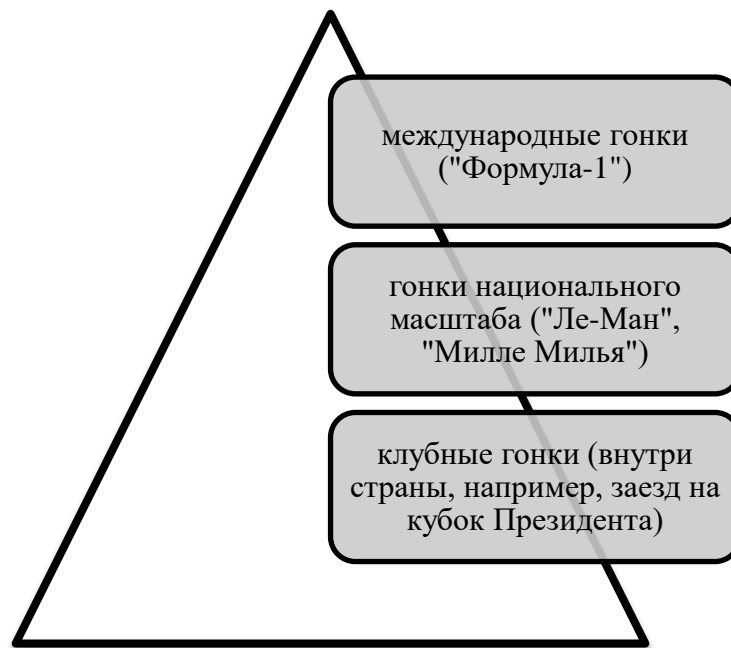 международные гонки
("Формула-1")
гонки национального
масштаба ("Ле-Ман",
"Милле Милья")
клубные гонки (внутри
страны, например, заезд на
кубок Президента)